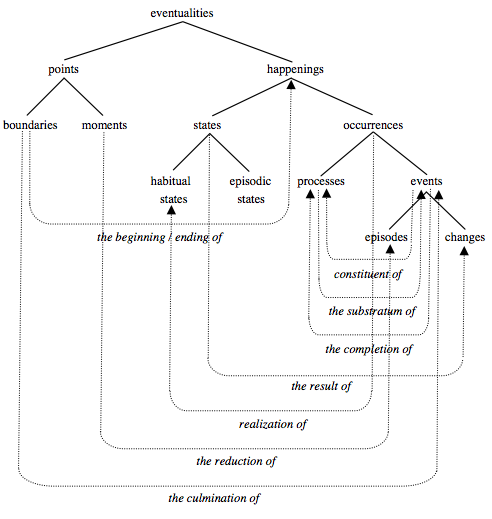 eventualities
points
happenings
boundaries
moments
states
occurrences
habitual
states
episodic
states
processes
events
episodes
changes
the beginning / ending of
constituent of
the substratum of
the completion of
the result of
realization of
the reduction of
the culmination of